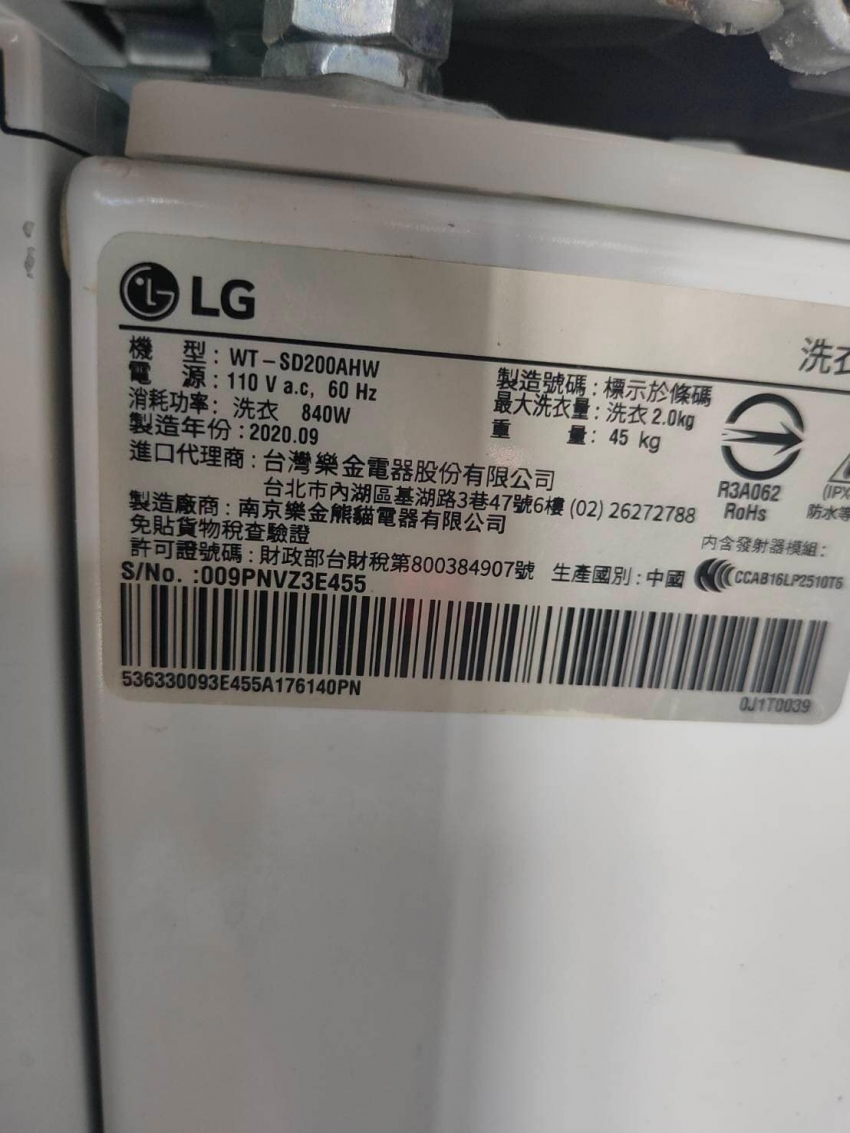 LG
洗衣
機 型: WT-SD200AHW
電 源: 110 V a.c, 60 Hz
消耗功率: 洗衣 840W
製造年份: 2020.09
製造號碼: 標示於條碼
最大洗衣量: 洗衣 2.0kg
重 量: 45 kg
進口代理商: 台灣樂金電器股份有限公司
台北市內湖區基湖路3巷47號6樓 (02) 26272788
製造廠商: 南京樂金熊貓電器有限公司
免貼貨物稅查驗證
許可證號碼: 財政部台財稅第800384907號 生產國別: 中國
R3A062
RoHS
(IPX
防水等
內含發射器模組:
CCAB16LP2510T6
S/No. :009PNVZ3E455
536330093E455A176140PN
0J1T0039